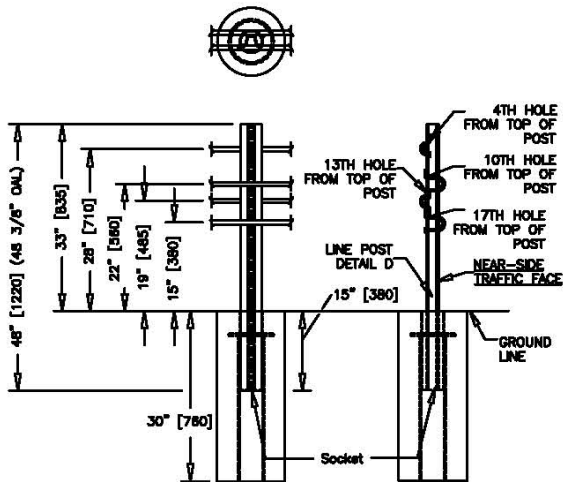 4TH HOLE
FROM TOP OF
POST
13TH HOLE
FROM TOP OF
POST
10TH HOLE
FROM TOP OF
POST
17TH HOLE
FROM TOP OF
POST
LINE POST
DETAIL D
NEAR-SIDE
TRAFFIC FACE
GROUND
LINE
48" [1220] (48 3/8" OAL)
33" [835]
28" [710]
22" [560]
19" [485]
15" [380]
15" [380]
30" [760]
Socket